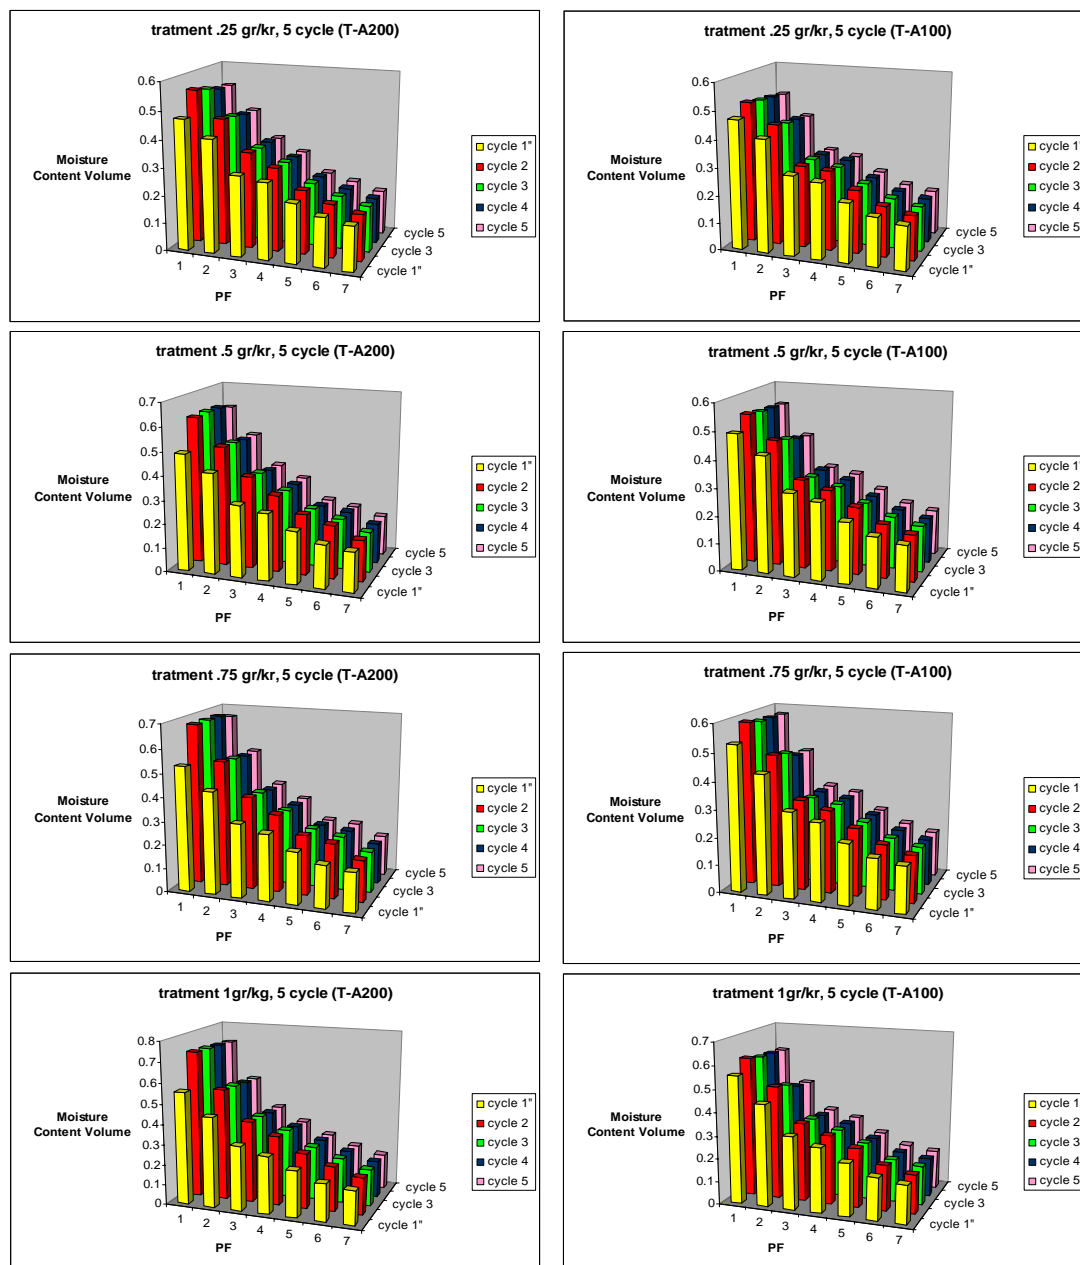 tratment .25 gr/kr, 5 cycle (T-A200)
0.6
0.5
0.4
0.3
0.2
0.1
0
Moisture
Content Volume
1
2
3
4
5
6
7
PF
cycle 5
cycle 3
cycle 1"
cycle 1"
cycle 2
cycle 3
cycle 4
cycle 5
tratment .25 gr/kr, 5 cycle (T-A100)
0.6
0.5
0.4
0.3
0.2
0.1
0
Moisture
Content Volume
1
2
3
4
5
6
7
PF
cycle 5
cycle 3
cycle 1"
cycle 1"
cycle 2
cycle 3
cycle 4
cycle 5
tratment .5 gr/kr, 5 cycle (T-A200)
0.7
0.6
0.5
0.4
0.3
0.2
0.1
0
Moisture
Content Volume
1
2
3
4
5
6
7
PF
cycle 5
cycle 3
cycle 1"
cycle 1"
cycle 2
cycle 3
cycle 4
cycle 5
tratment .5 gr/kr, 5 cycle (T-A100)
0.6
0.5
0.4
0.3
0.2
0.1
0
Moisture
Content Volume
1
2
3
4
5
6
7
PF
cycle 5
cycle 3
cycle 1"
cycle 1"
cycle 2
cycle 3
cycle 4
cycle 5
tratment .75 gr/kr, 5 cycle (T-A200)
0.7
0.6
0.5
0.4
0.3
0.2
0.1
0
Moisture
Content Volume
1
2
3
4
5
6
7
PF
cycle 5
cycle 3
cycle 1"
cycle 1"
cycle 2
cycle 3
cycle 4
cycle 5
tratment .75 gr/kr, 5 cycle (T-A100)
0.6
0.5
0.4
0.3
0.2
0.1
0
Moisture
Content Volume
1
2
3
4
5
6
7
PF
cycle 5
cycle 3
cycle 1"
cycle 1
cycle 2
cycle 3
cycle 4
cycle 5
tratment 1gr/kg, 5 cycle (T-A200)
0.8
0.7
0.6
0.5
0.4
0.3
0.2
0.1
0
Moisture
Content Volume
1
2
3
4
5
6
7
PF
cycle 5
cycle 3
cycle 1"
cycle 1"
cycle 2
cycle 3
cycle 4
cycle 5
tratment 1gr/kr, 5 cycle (T-A100)
0.7
0.6
0.5
0.4
0.3
0.2
0.1
0
Moisture
Content Volume
1
2
3
4
5
6
7
PF
cycle 5
cycle 3
cycle 1"
cycle 1
cycle 2
cycle 3
cycle 4
cycle 5